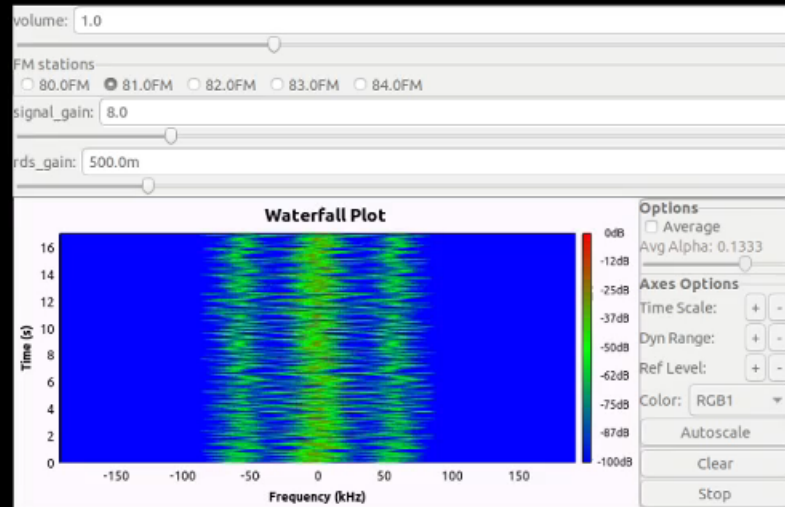 volume: 1.0
FM stations
80.0FM 81.0FM 82.0FM 83.0FM 84.0FM
signal_gain: 8.0
rds_gain: 500.0m
Waterfall Plot
16
14
12
10
8
6
4
2
0
Time (s)
-150 -100 -50 0 50 100 150
Frequency (kHz)
0dB
-12dB
-25dB
-37dB
-50dB
-62dB
-75dB
-87dB
-100dB
Options
Average
Avg Alpha: 0.1333
Axes Options
Time Scale: + -
Dyn Range: + -
Ref Level: + -
Color: RGB1
Autoscale
Clear
Stop